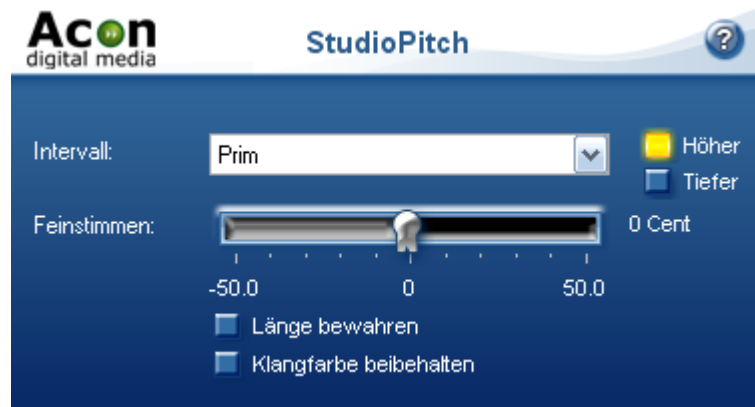 Acon
digital media
StudioPitch
?
Intervall:
Prim
Höher
Tiefer
Feinstimmen:
0 Cent
-50.0 0 50.0
Länge bewahren
Klangfarbe beibehalten